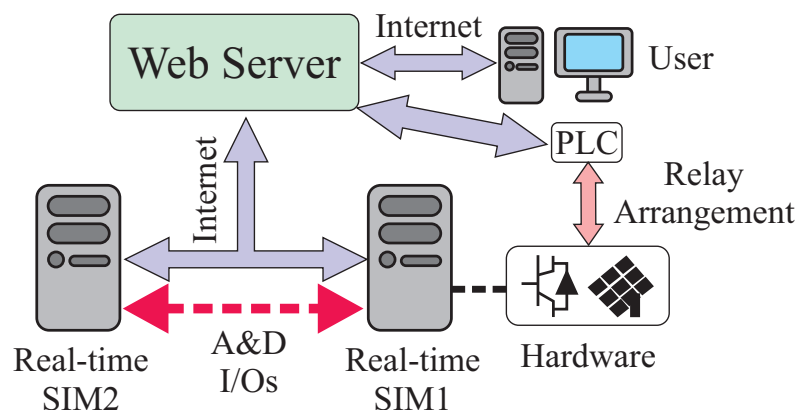 Internet
Web Server
User
PLC
Internet
Relay
Arrangement
A&D
I/Os
Real-time
SIM2
Real-time
SIM1
Hardware